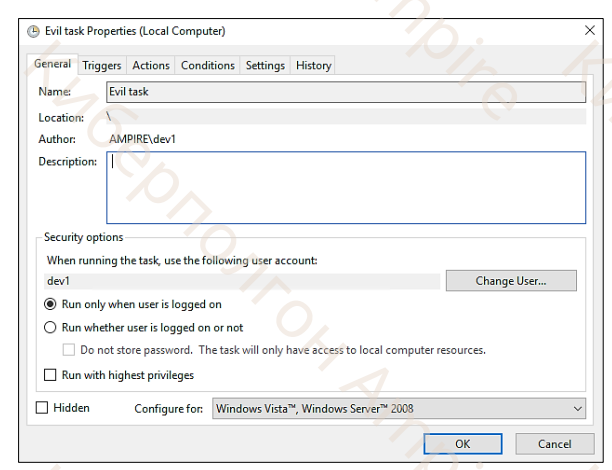 Evil task Properties (Local Computer)
General Triggers Actions Conditions Settings History
Name: Evil task
Location: \
Author: AMPIRE\dev1
Description:
Security options
When running the task, use the following user account:
dev1 Change User...
Run only when user is logged on
Run whether user is logged on or not
Do not store password. The task will only have access to local computer resources.
Run with highest privileges
Hidden Configure for: Windows Vista™, Windows Server™ 2008
OK Cancel
Киберполигон Ampire